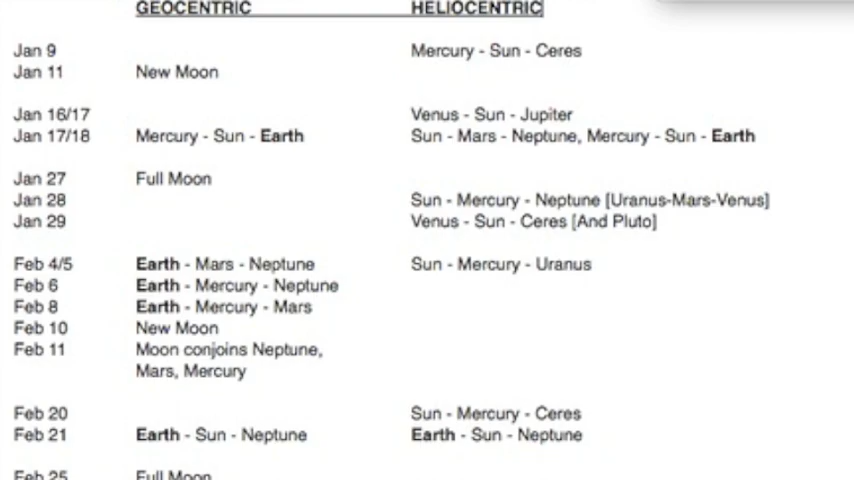 GEOCENTRIC HELIOCENTRIC
Jan 9 Mercury - Sun - Ceres
Jan 11 New Moon
Jan 16/17 Venus - Sun - Jupiter
Jan 17/18 Mercury - Sun - Earth Sun - Mars - Neptune, Mercury - Sun - Earth
Jan 27 Full Moon
Jan 28 Sun - Mercury - Neptune [Uranus-Mars-Venus]
Jan 29 Venus - Sun - Ceres [And Pluto]
Feb 4/5 Earth - Mars - Neptune Sun - Mercury - Uranus
Feb 6 Earth - Mercury - Neptune
Feb 8 Earth - Mercury - Mars
Feb 10 New Moon
Feb 11 Moon conjoins Neptune,
Mars, Mercury
Feb 20 Sun - Mercury - Ceres
Feb 21 Earth - Sun - Neptune Earth - Sun - Neptune
Feb 25 Full Moon